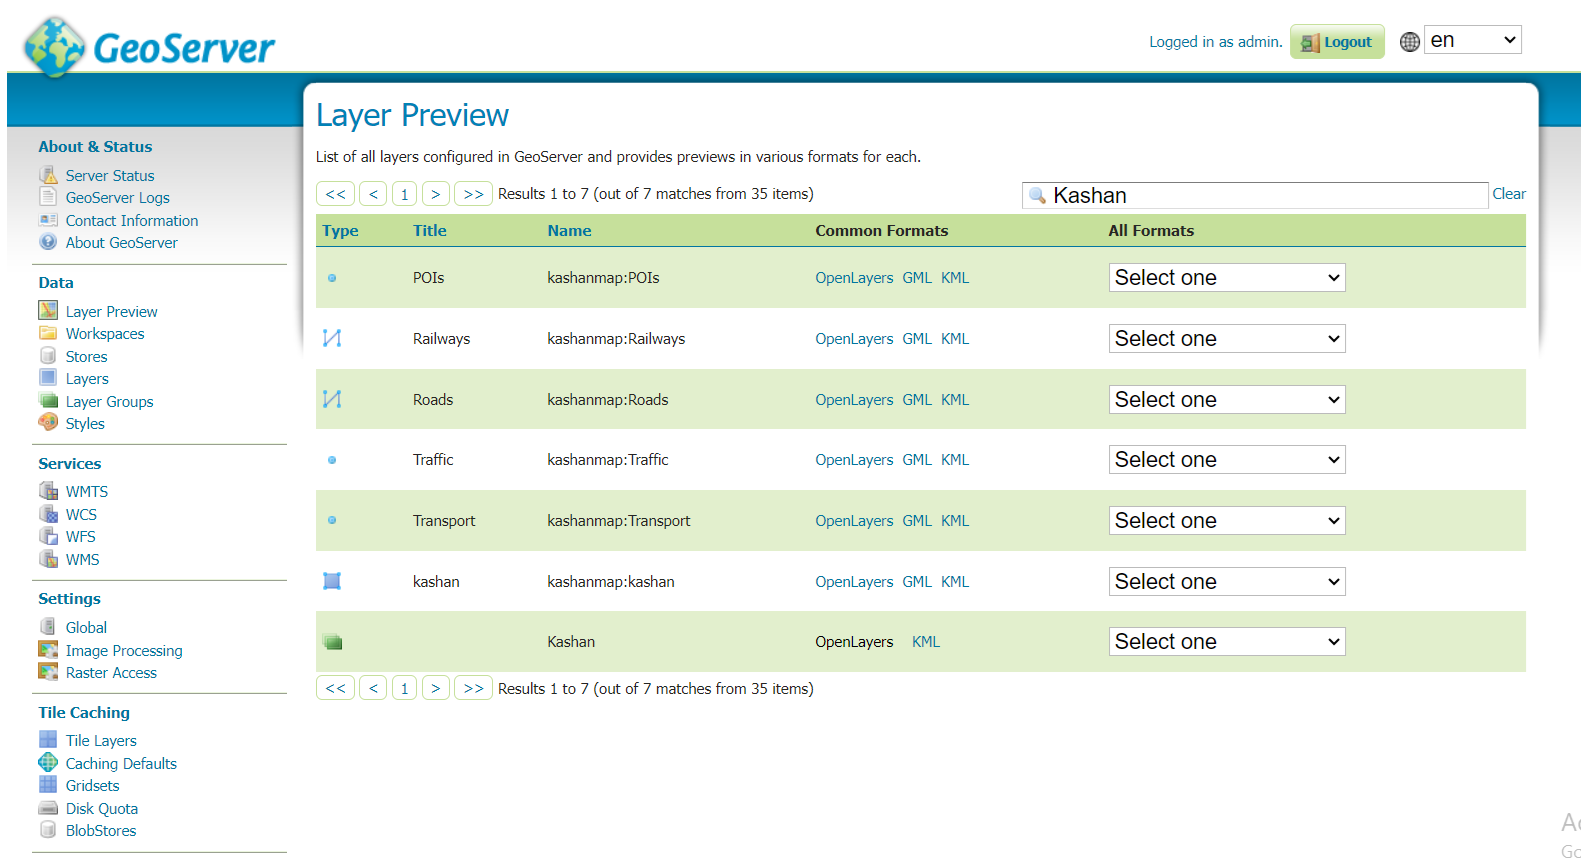 GeoServer
Logged in as admin.
Logout
en
About & Status
Server Status
GeoServer Logs
Contact Information
About GeoServer
Data
Layer Preview
Workspaces
Stores
Layers
Layer Groups
Styles
Services
WMTS
WCS
WFS
WMS
Settings
Global
Image Processing
Raster Access
Tile Caching
Tile Layers
Caching Defaults
Gridsets
Disk Quota
BlobStores
Layer Preview
List of all layers configured in GeoServer and provides previews in various formats for each.
<< < 1 > >> Results 1 to 7 (out of 7 matches from 35 items) Kashan Clear
Type Title Name Common Formats All Formats
POIs kashanmap:POIs OpenLayers GML KML Select one
Railways kashanmap:Railways OpenLayers GML KML Select one
Roads kashanmap:Roads OpenLayers GML KML Select one
Traffic kashanmap:Traffic OpenLayers GML KML Select one
Transport kashanmap:Transport OpenLayers GML KML Select one
kashan kashanmap:kashan OpenLayers GML KML Select one
Kashan OpenLayers KML Select one
<< < 1 > >> Results 1 to 7 (out of 7 matches from 35 items)